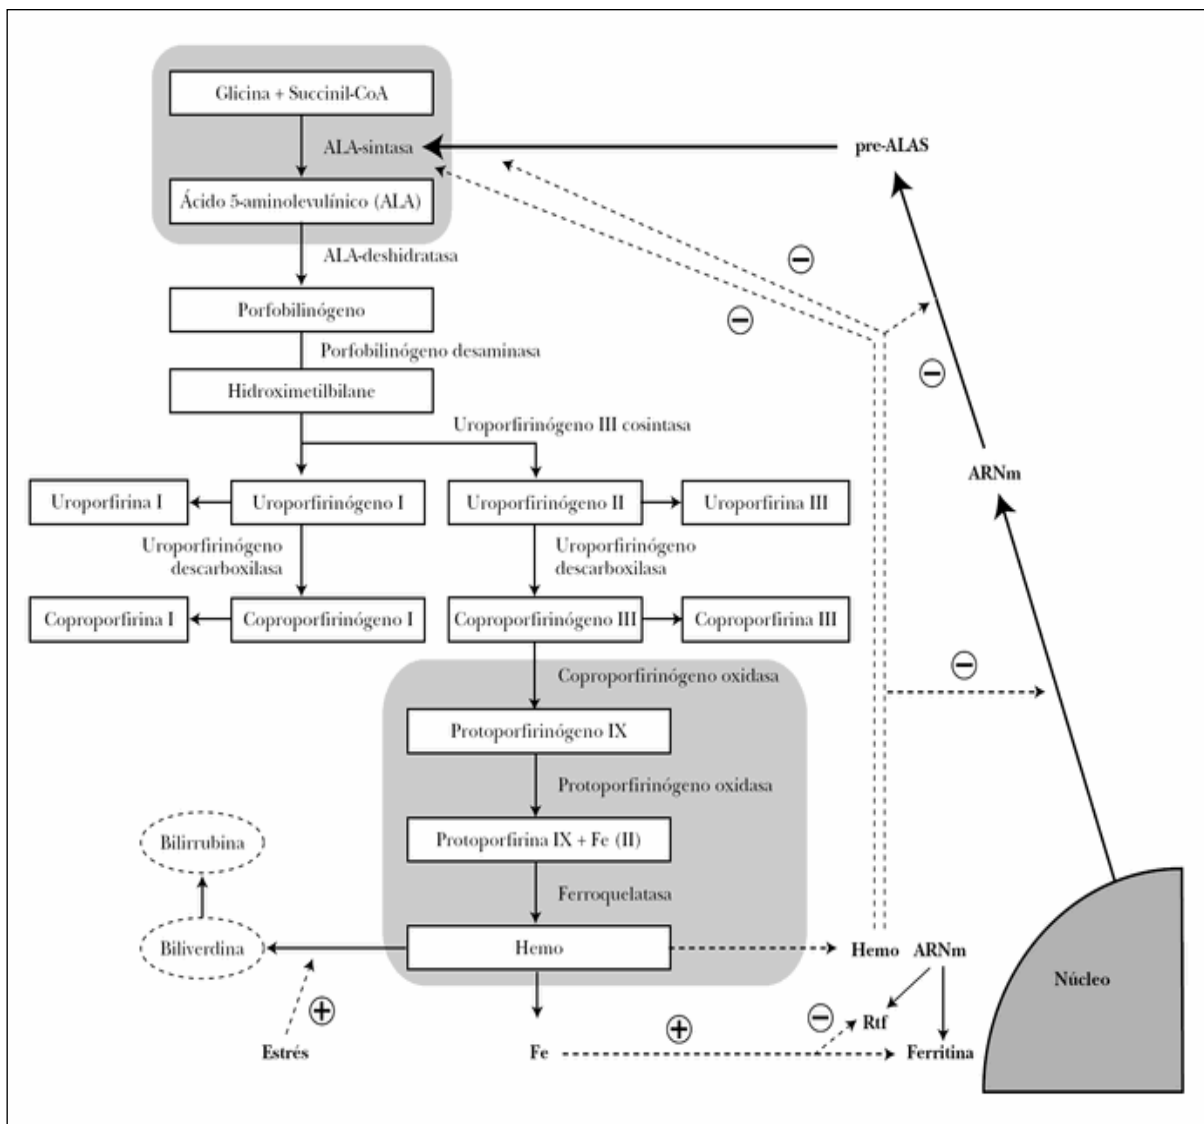 Glicina + Succinil-CoA
ALA-sintasa
pre-ALAS
Ácido 5-aminolevulínico (ALA)
ALA-deshidratasa
−
Porfobilinógeno
−
Porfobilinógeno desaminasa
−
Hidroximetilbilane
Uroporfirinógeno III cosintasa
ARNm
Uroporfirina I
Uroporfirinógeno I
Uroporfirinógeno II
Uroporfirina III
Uroporfirinógeno
descarboxilasa
Uroporfirinógeno
descarboxilasa
Coproporfirina I
Coproporfirinógeno I
Coproporfirinógeno III
Coproporfirina III
−
Coproporfirinógeno oxidasa
Protoporfirinógeno IX
Protoporfirinógeno oxidasa
Bilirrubina
Protoporfirina IX + Fe (II)
Ferroquelatasa
Biliverdina
Hemo
Hemo
ARNm
Núcleo
+
−
Rtf
+
Estrés
Fe
Ferritina